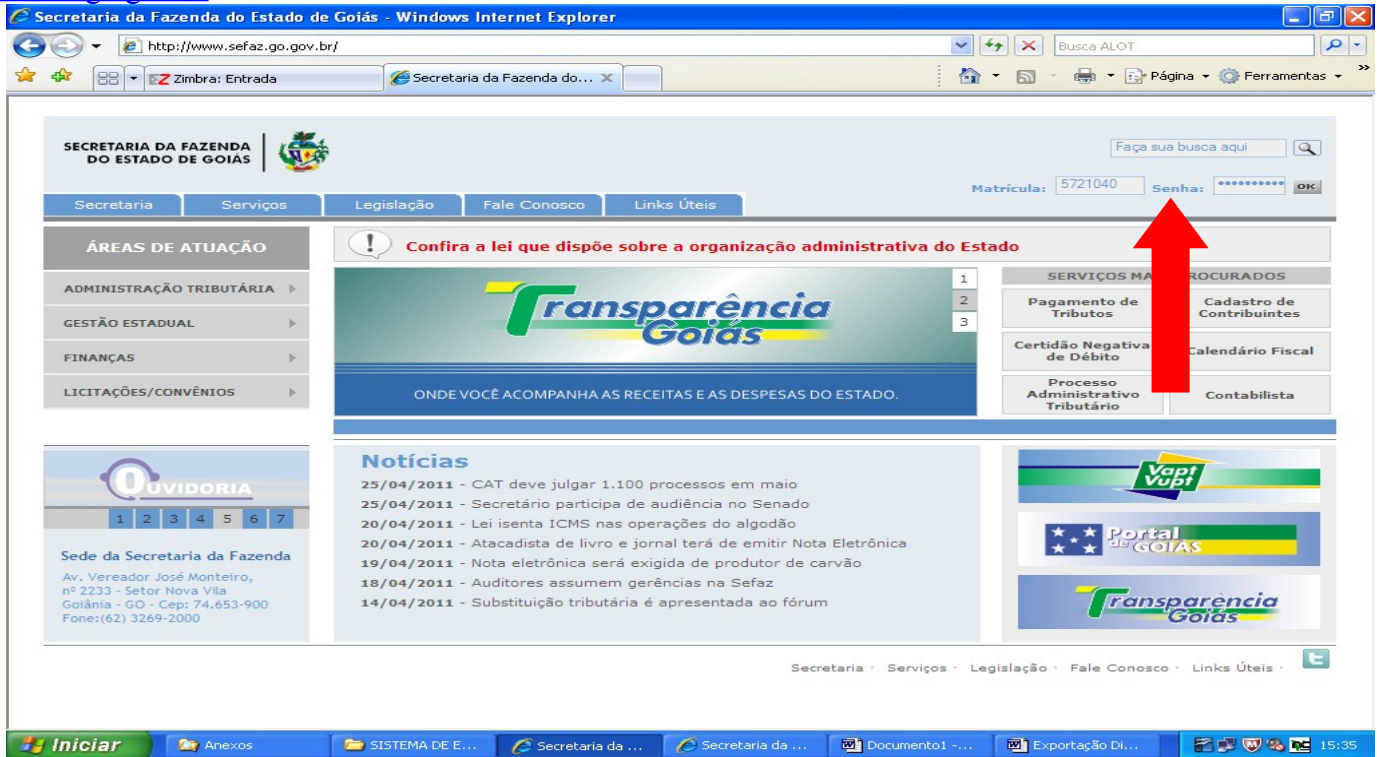 Secretaria da Fazenda do Estado de Goiás - Windows Internet Explorer
http://www.sefaz.go.gov.br/
Busca ALOT
Zimbra: Entrada
Secretaria da Fazenda do...
Página
Ferramentas
SECRETARIA DA FAZENDA
DO ESTADO DE GOIÁS
Faça sua busca aqui
Matrícula: 5721040 Senha: ********** OK
Secretaria
Serviços
Legislação
Fale Conosco
Links Úteis
ÁREAS DE ATUAÇÃO
ADMINISTRAÇÃO TRIBUTÁRIA
GESTÃO ESTADUAL
FINANÇAS
LICITAÇÕES/CONVÊNIOS
! Confira a lei que dispõe sobre a organização administrativa do Estado
Transparência
Goiás
1
2
3
ONDE VOCÊ ACOMPANHA AS RECEITAS E AS DESPESAS DO ESTADO.
SERVIÇOS MA ROCURADOS
Pagamento de
Tributos
Cadastro de
Contribuintes
Certidão Negativa
de Débito
Calendário Fiscal
Processo
Administrativo
Tributário
Contabilista
OUVIDORIA
1 2 3 4 5 6 7
Sede da Secretaria da Fazenda
Av. Vereador José Monteiro,
nº 2233 - Setor Nova Vila
Goiânia - GO - Cep: 74.653-900
Fone:(62) 3269-2000
Notícias
25/04/2011 - CAT deve julgar 1.100 processos em maio
25/04/2011 - Secretário participa de audiência no Senado
20/04/2011 - Lei isenta ICMS nas operações do algodão
20/04/2011 - Atacadista de livro e jornal terá de emitir Nota Eletrônica
19/04/2011 - Nota eletrônica será exigida de produtor de carvão
18/04/2011 - Auditores assumem gerências na Sefaz
14/04/2011 - Substituição tributária é apresentada ao fórum
Vapt
Vupt
Portal
de GOIÁS
Transparência
Goiás
Secretaria · Serviços · Legislação · Fale Conosco · Links Úteis ·
Iniciar
Anexos
SISTEMA DE E...
Secretaria da ...
Secretaria da ...
Documento1 -...
Exportação Di...
15:35